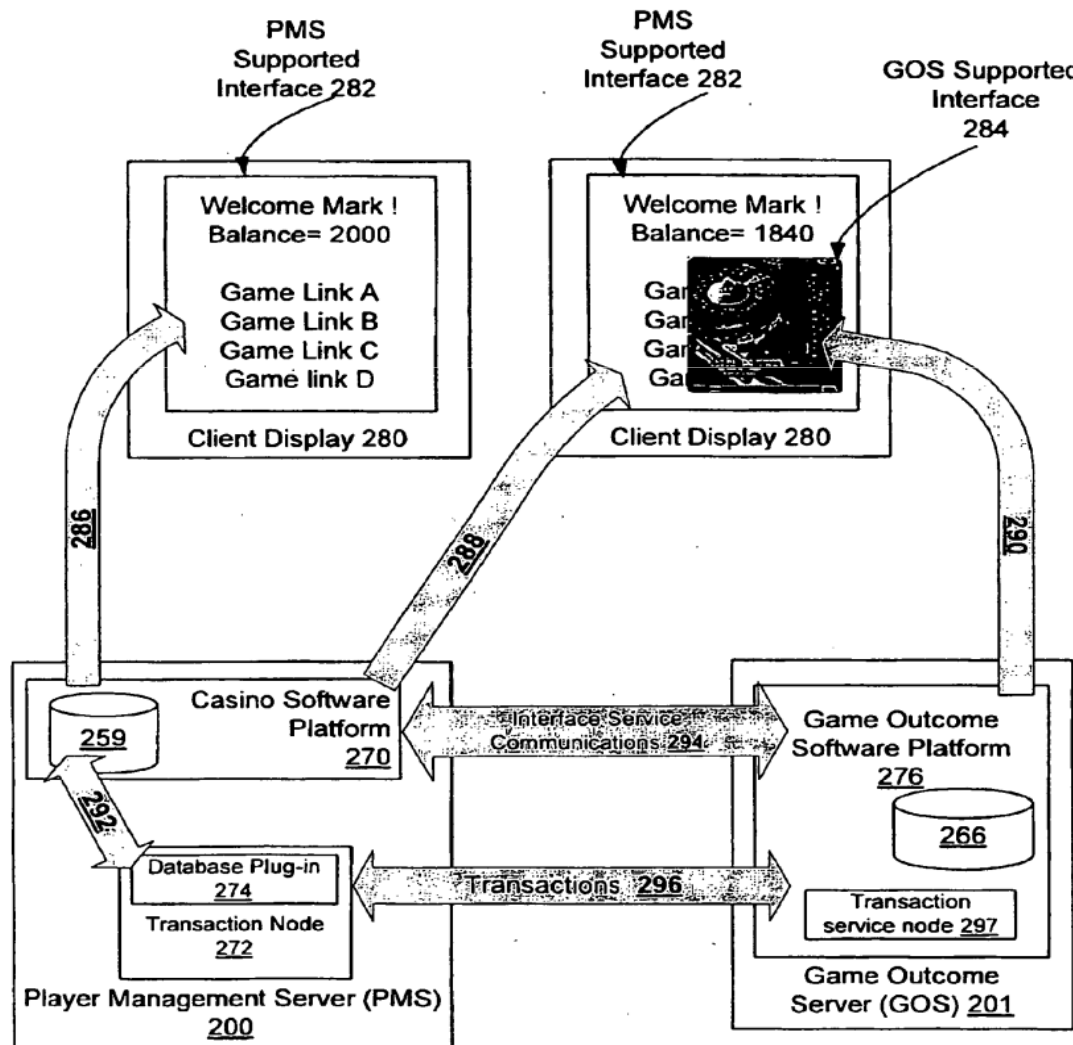 PMS
Supported
Interface 282
PMS
Supported
Interface 282
GOS Supported
Interface
284
Welcome Mark !
Balance= 2000
Game Link A
Game Link B
Game Link C
Game link D
Client Display 280
Welcome Mark !
Balance= 1840
Gar
Ga
Ga
Ga
Client Display 280
286
288
290
259
Casino Software
Platform
270
Interface Service
Communications 294
Game Outcome
Software Platform
276
266
292
Database Plug-in
274
Transaction Node
272
Transactions 296
Transaction
service node 297
Player Management Server (PMS)
200
Game Outcome
Server (GOS) 201